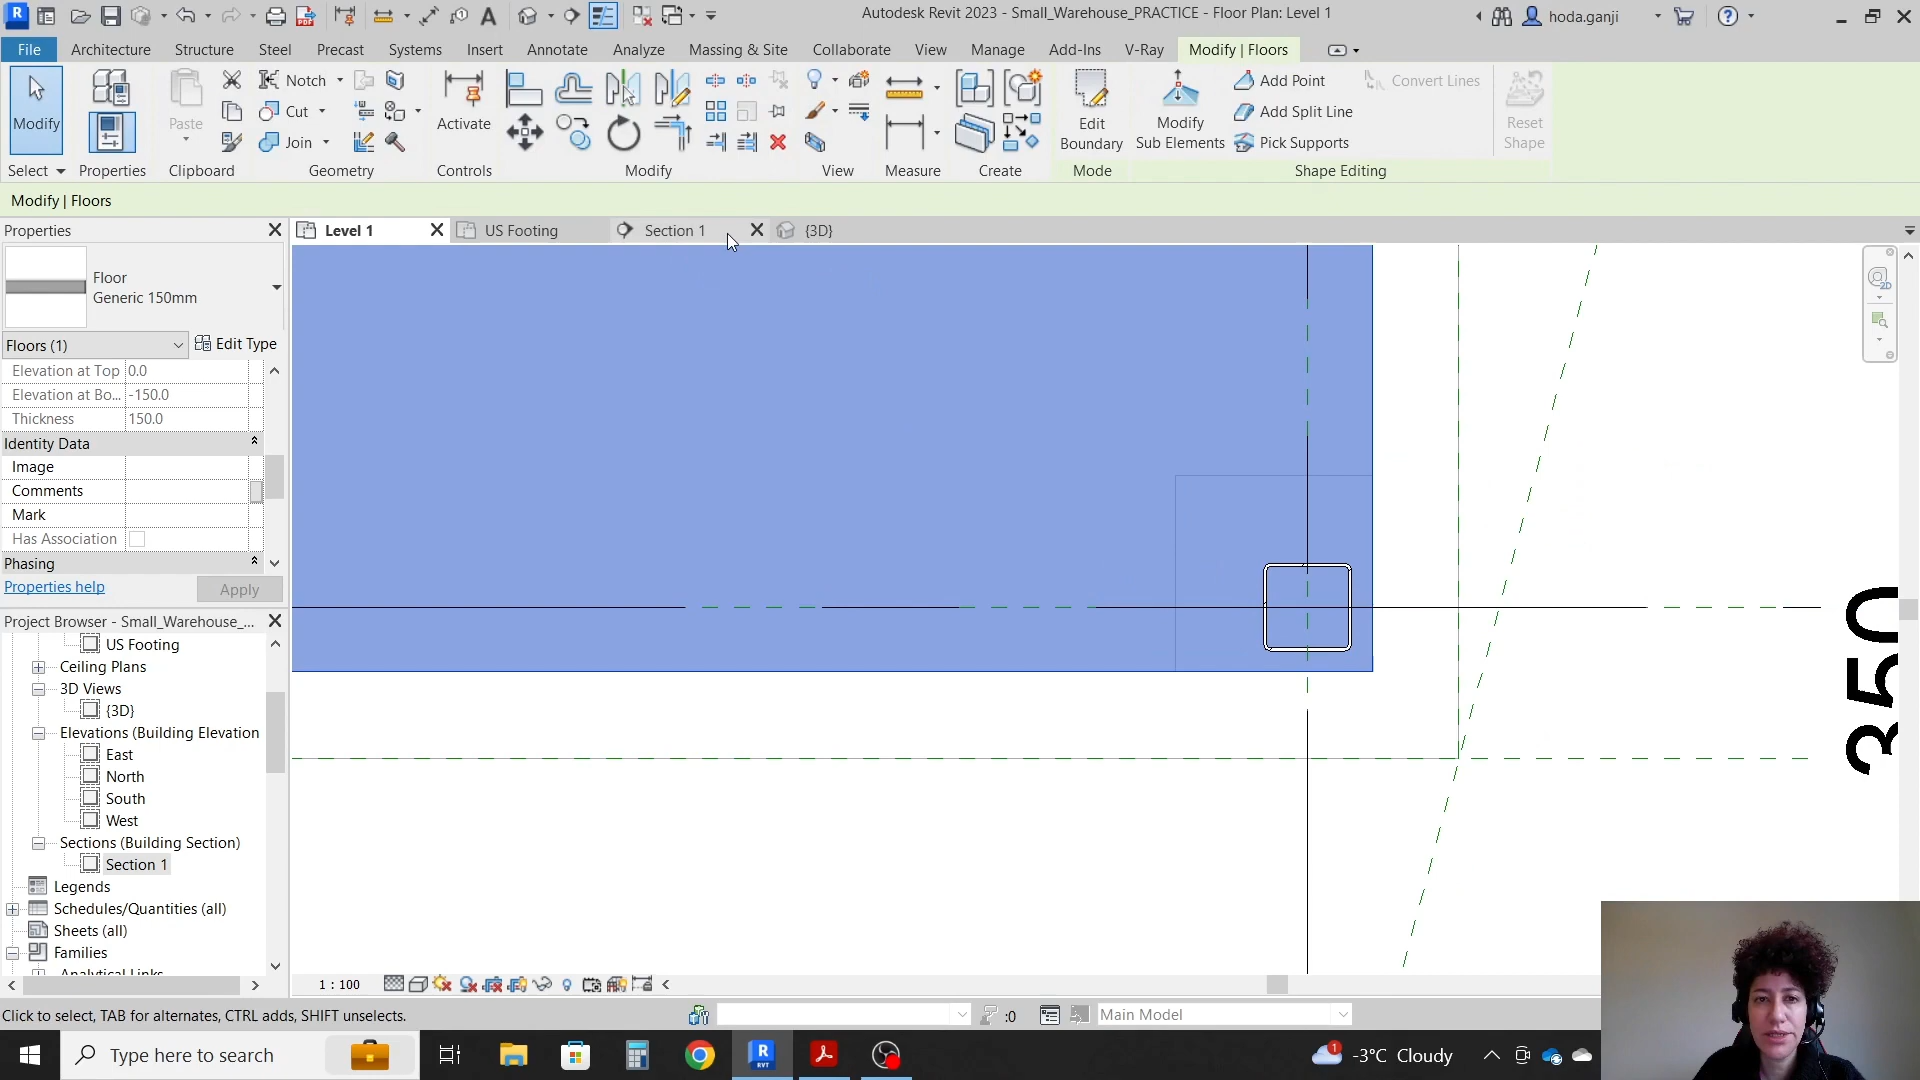 Autodesk Revit 2023 - Small_Warehouse_PRACTICE - Floor Plan: Level 1
hoda.ganji
File Architecture Structure Steel Precast Systems Insert Annotate Analyze Massing & Site Collaborate View Manage Add-Ins V-Ray Modify | Floors
Modify
Paste
Notch
Cut
Join
Activate
Edit
Boundary
Modify
Sub Elements
Add Point
Add Split Line
Pick Supports
Convert Lines
Reset
Shape
Select Properties Clipboard Geometry Controls Modify View Measure Create Mode Shape Editing
Modify | Floors
Properties
Level 1
US Footing
Section 1
{3D}
Floor
Generic 150mm
Floors (1)
Edit Type
Elevation at Top 0.0
Elevation at Bo... -150.0
Thickness 150.0
Identity Data
Image
Comments
Mark
Has Association
Phasing
Properties help
Apply
Project Browser - Small_Warehouse_...
US Footing
Ceiling Plans
3D Views
{3D}
Elevations (Building Elevation
East
North
South
West
Sections (Building Section)
Section 1
Legends
Schedules/Quantities (all)
Sheets (all)
Families
Analytical Links
2D
350
1 : 100
Click to select, TAB for alternates, CTRL adds, SHIFT unselects.
:0
Main Model
Type here to search
R
RVT
1
-3°C Cloudy